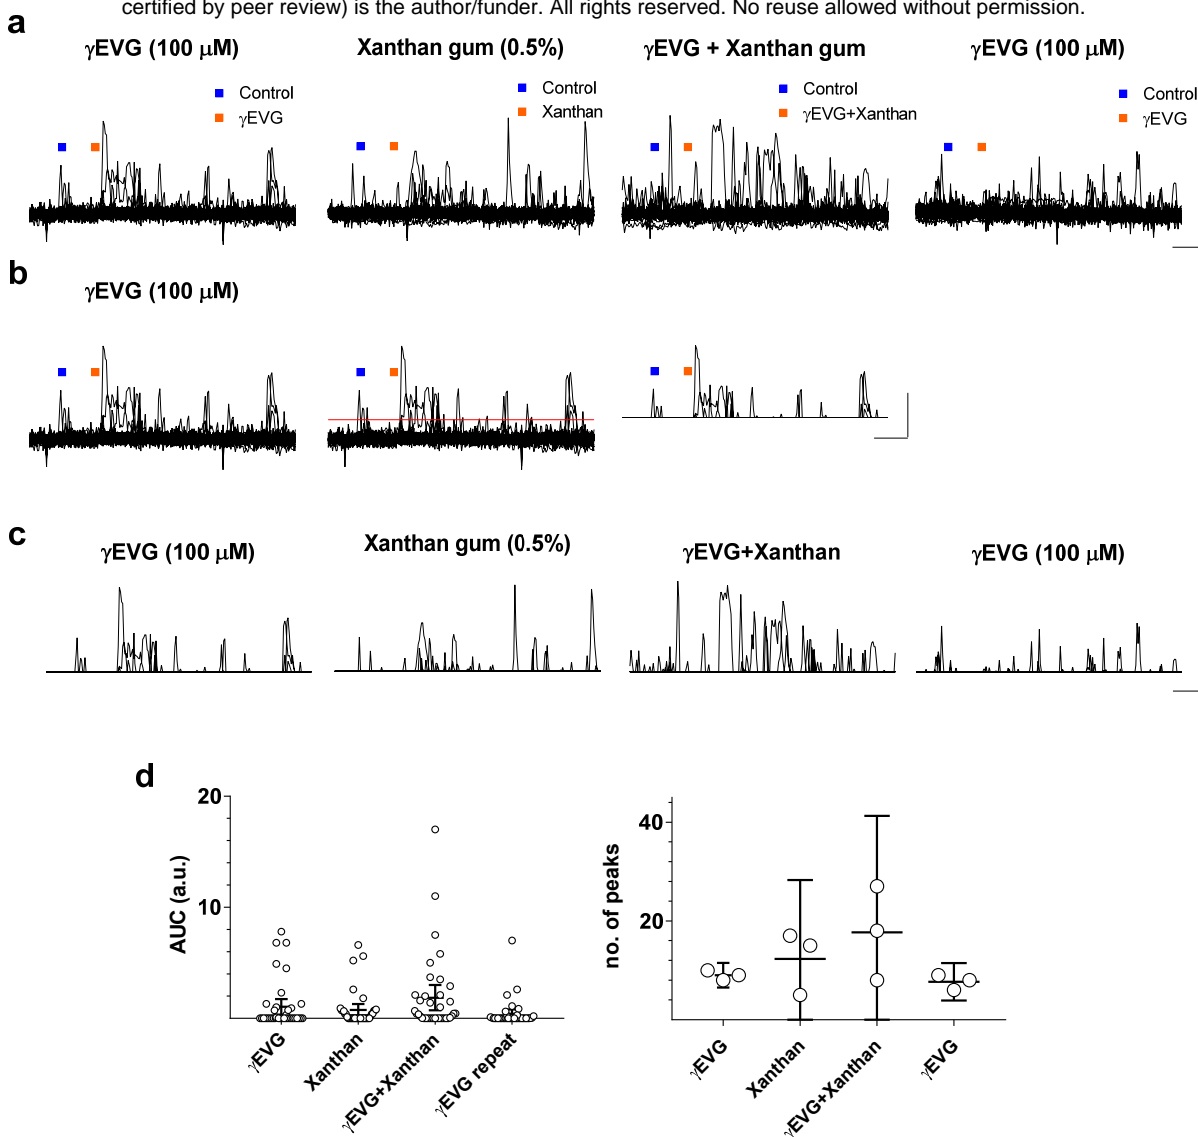 certified by peer review) is the author/funder. All rights reserved. No reuse allowed without permission.
a
γEVG (100 μM)
Xanthan gum (0.5%)
γEVG + Xanthan gum
γEVG (100 μM)
Control
γEVG
Control
Xanthan
Control
γEVG+Xanthan
Control
γEVG
b
γEVG (100 μM)
c
γEVG (100 μM)
Xanthan gum (0.5%)
γEVG+Xanthan
γEVG (100 μM)
d
20
10
AUC (a.u.)
γEVG
Xanthan
γEVG+Xanthan
γEVG repeat
40
20
no. of peaks
γEVG
Xanthan
γEVG+Xanthan
γEVG